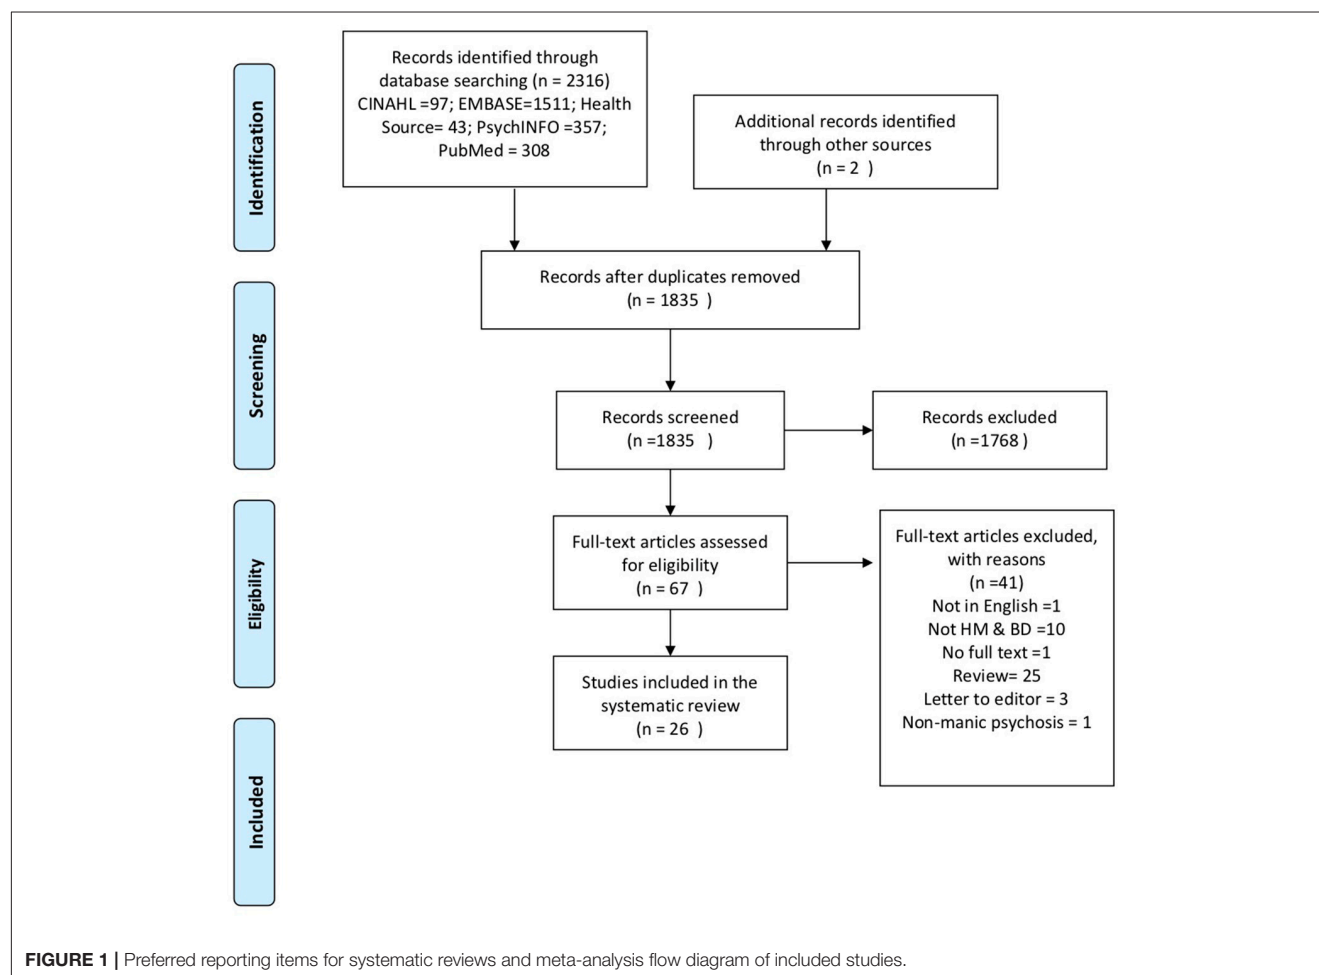 Identification
Records identified through
database searching (n = 2316)
CINAHL =97; EMBASE=1511; Health
Source= 43; PsychINFO =357;
PubMed = 308
Additional records identified
through other sources
(n = 2  )
Screening
Records after duplicates removed
(n = 1835  )
Records screened
(n =1835   )
Records excluded
(n =1768 )
Eligibility
Full-text articles assessed
for eligibility
(n = 67  )
Full-text articles excluded,
with reasons
(n =41)
Not in English =1
Not HM & BD =10
No full text =1
Review= 25
Letter to editor = 3
Non-manic psychosis = 1
Included
Studies included in the
systematic review
(n = 26  )
FIGURE 1 | Preferred reporting items for systematic reviews and meta-analysis flow diagram of included studies.